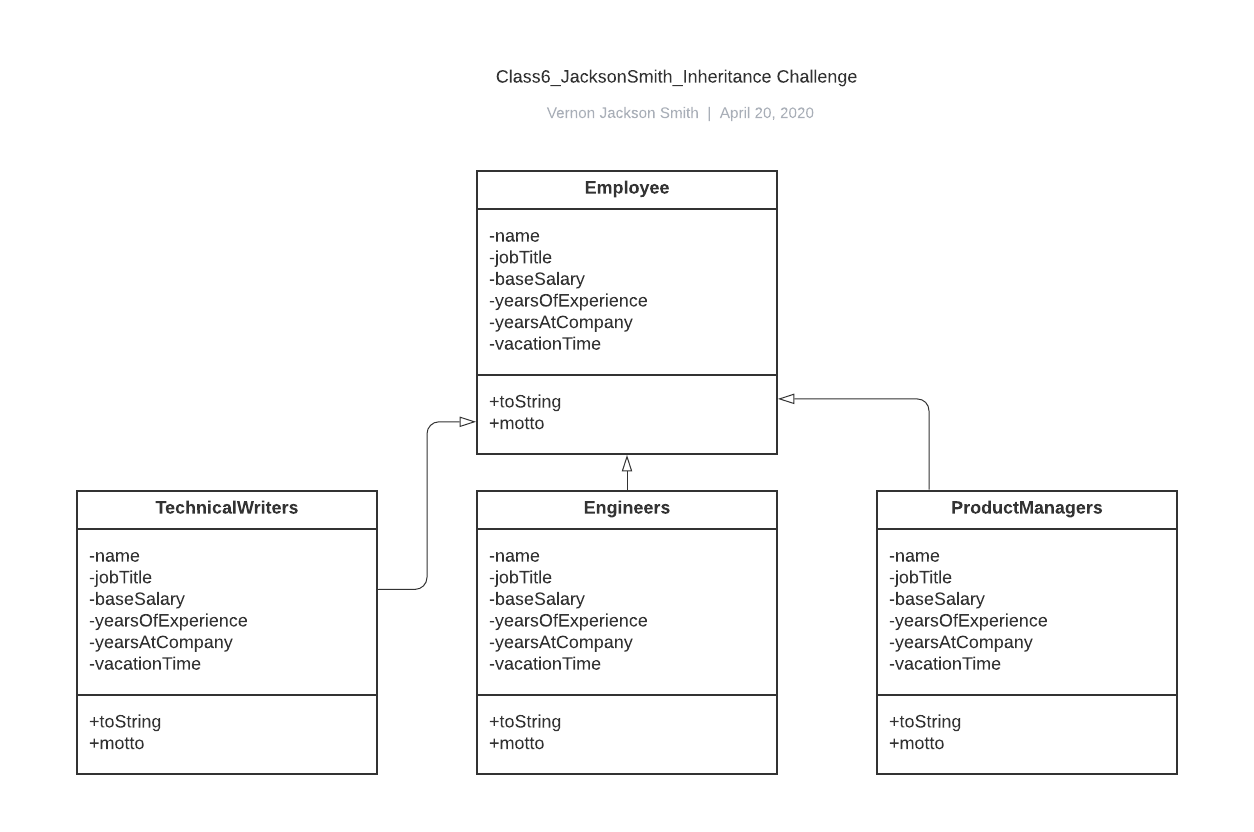 Class6_JacksonSmith_Inheritance Challenge
Vernon Jackson Smith | April 20, 2020
Employee
-name
-jobTitle
-baseSalary
-yearsOfExperience
-yearsAtCompany
-vacationTime
+toString
+motto
TechnicalWriters
-name
-jobTitle
-baseSalary
-yearsOfExperience
-yearsAtCompany
-vacationTime
+toString
+motto
Engineers
-name
-jobTitle
-baseSalary
-yearsOfExperience
-yearsAtCompany
-vacationTime
+toString
+motto
ProductManagers
-name
-jobTitle
-baseSalary
-yearsOfExperience
-yearsAtCompany
-vacationTime
+toString
+motto